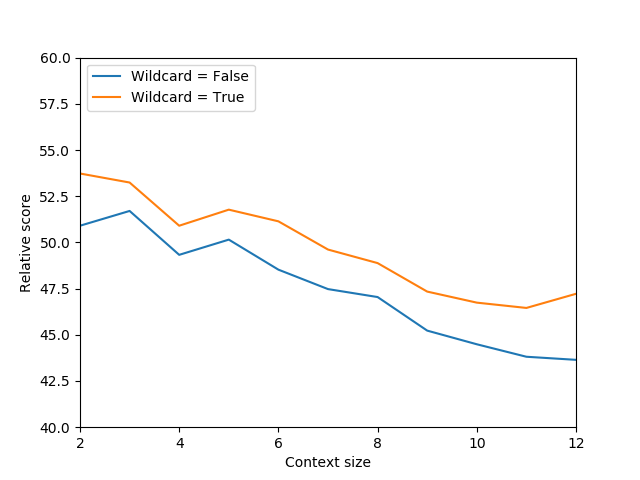 Wildcard = False
Wildcard = True
Relative score
60.0
57.5
55.0
52.5
50.0
47.5
45.0
42.5
40.0
2 4 6 8 10 12
Context size